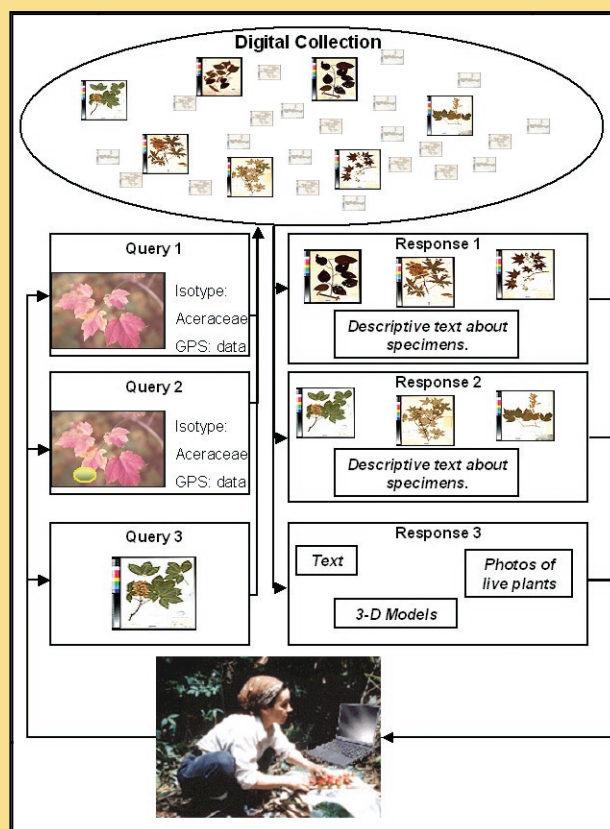 Digital Collection
Query 1
Isotype:
Aceraceae
GPS: data
Response 1
Descriptive text about
specimens.
Query 2
Isotype:
Aceraceae
GPS: data
Response 2
Descriptive text about
specimens.
Query 3
Response 3
Text
Photos of
live plants
3-D Models